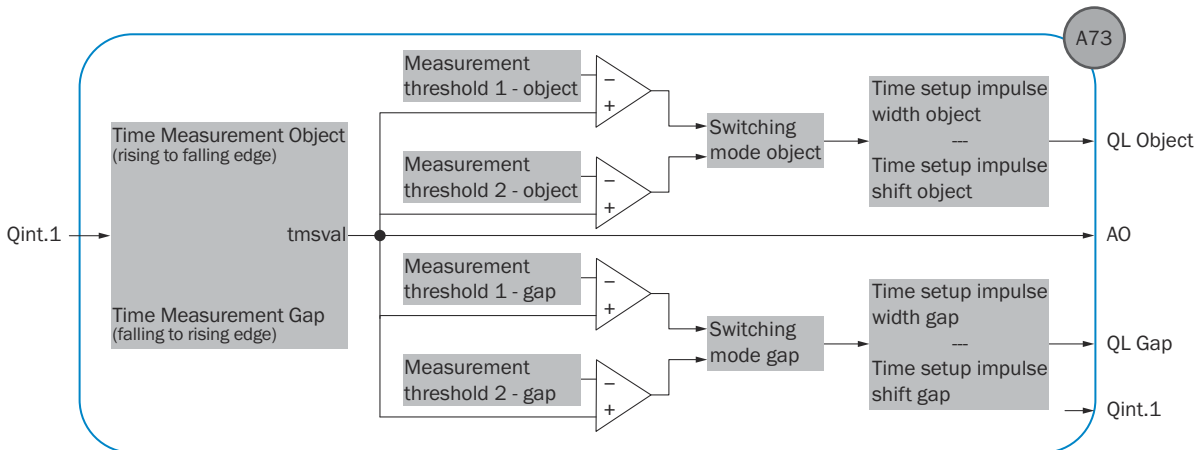 A73
Measurement
threshold 1 - object
−
+
Time setup impulse
width object
---
Time setup impulse
shift object
Time Measurement Object
(rising to falling edge)
Switching
mode object
QL Object
Measurement
threshold 2 - object
−
+
Qint.1
tmsval
AO
Measurement
threshold 1 - gap
−
+
Time setup impulse
width gap
---
Time setup impulse
shift gap
Time Measurement Gap
(falling to rising edge)
Switching
mode gap
QL Gap
Measurement
threshold 2 - gap
−
+
Qint.1